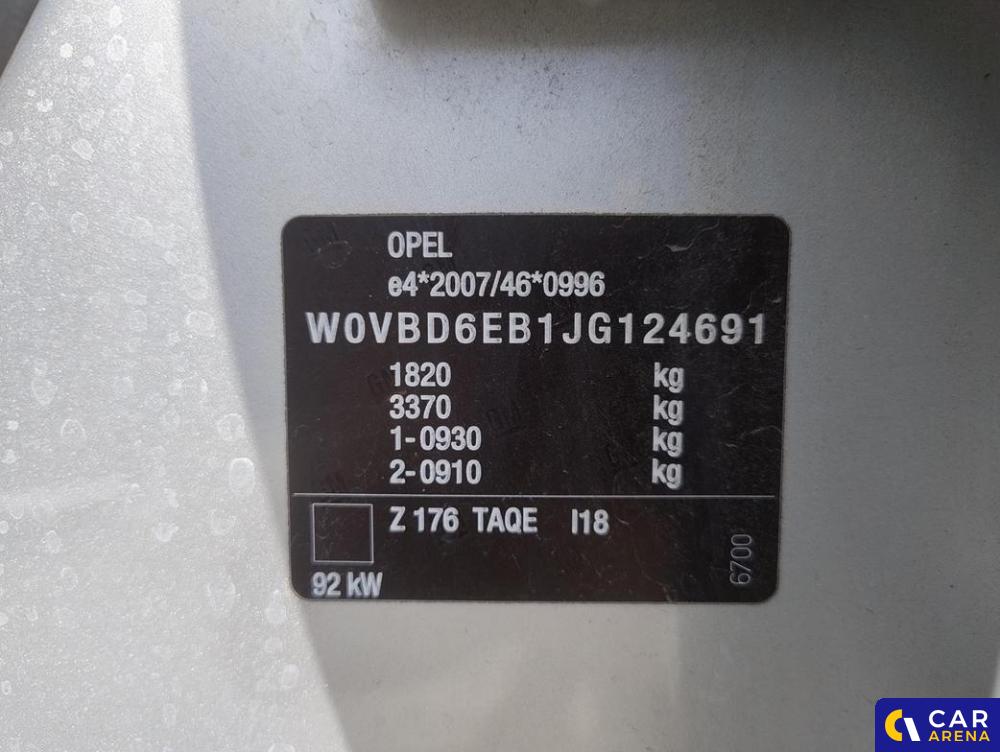 OPEL
e4*2007/46*0996
W0VBD6EB1JG124691
1820 kg
3370 kg
1-0930 kg
2-0910 kg
Z 176 TAQE I18
92 kW
6700
CAR
ARENA